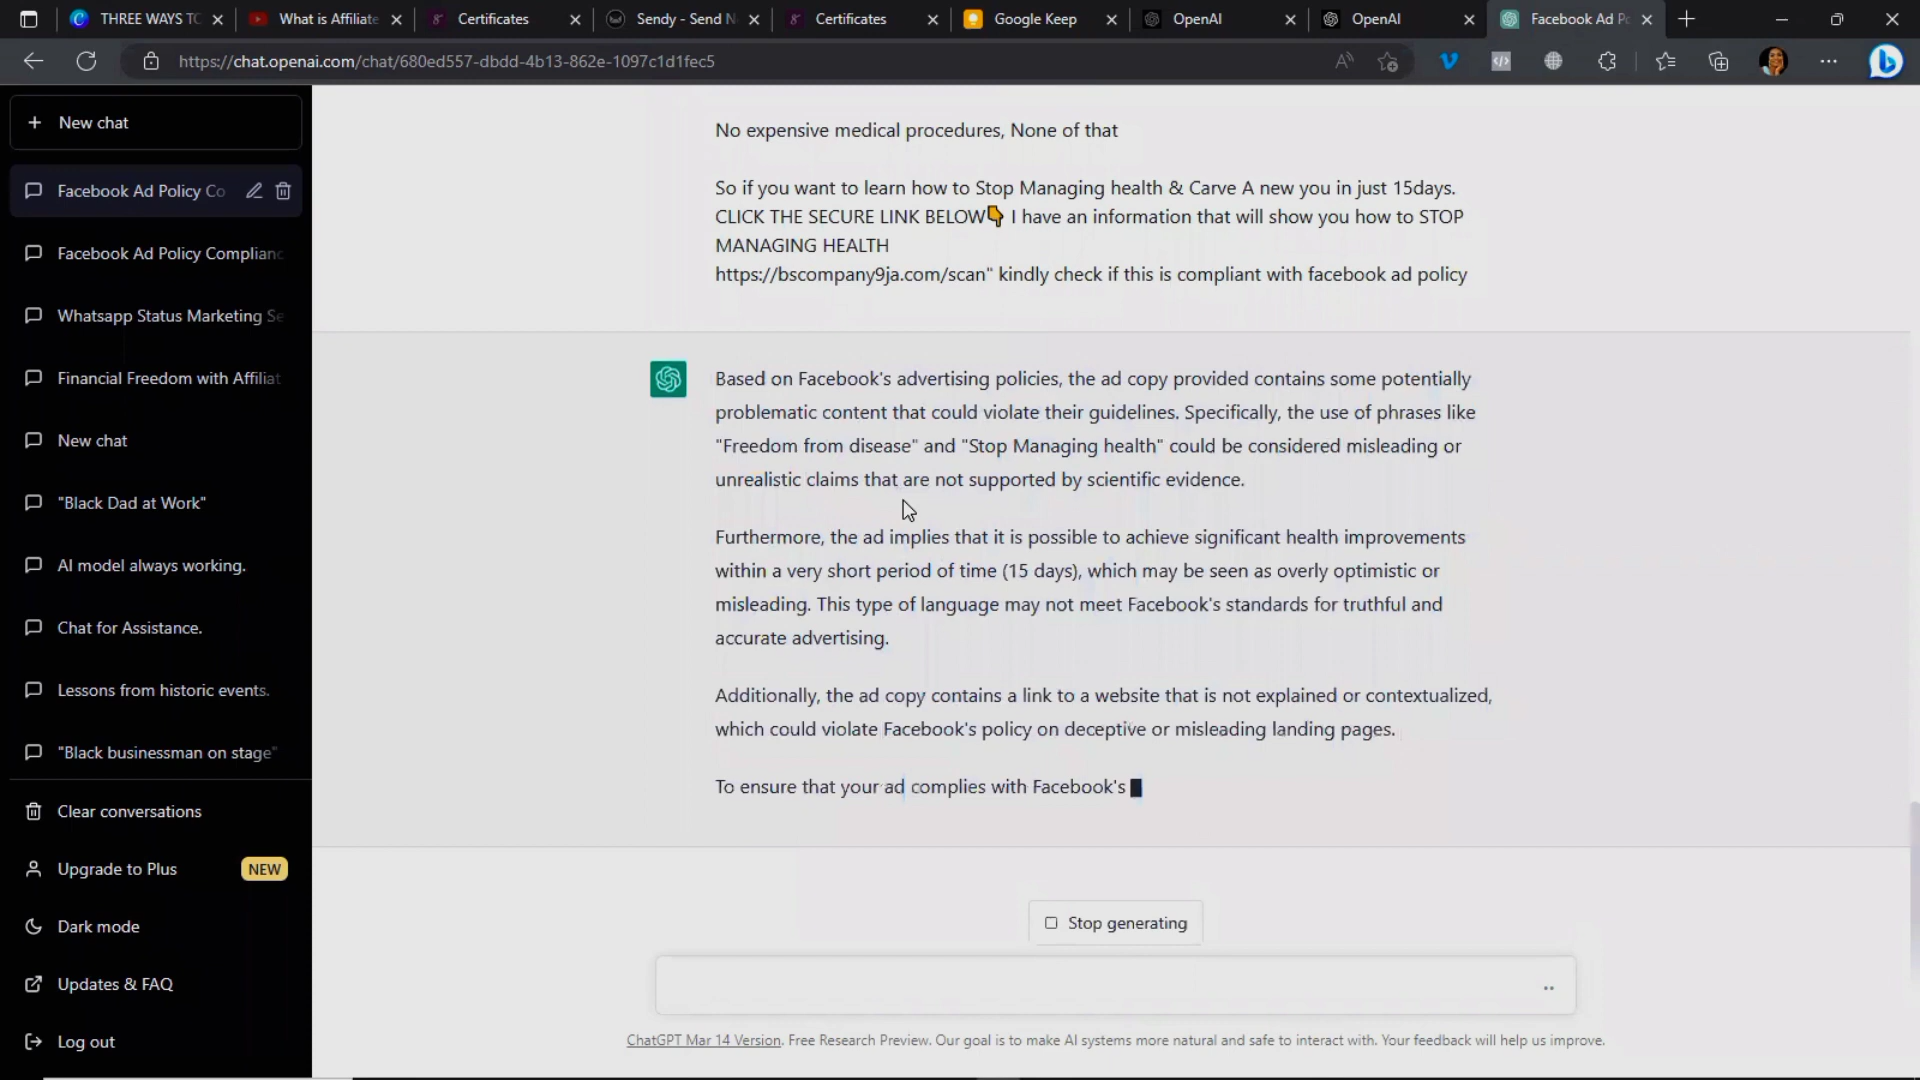 THREE WAYS TO
What is Affiliate
Certificates
Sendy - Send N
Certificates
Google Keep
OpenAI
OpenAI
Facebook Ad Po
https://chat.openai.com/chat/680ed557-dbdd-4b13-862e-1097c1d1fec5
New chat
Facebook Ad Policy Co
Facebook Ad Policy Complianc
Whatsapp Status Marketing Se
Financial Freedom with Affiliat
New chat
"Black Dad at Work"
AI model always working.
Chat for Assistance.
Lessons from historic events.
"Black businessman on stage"
Clear conversations
Upgrade to Plus NEW
Dark mode
Updates & FAQ
Log out
No expensive medical procedures, None of that
So if you want to learn how to Stop Managing health & Carve A new you in just 15days.
CLICK THE SECURE LINK BELOW👇 I have an information that will show you how to STOP
MANAGING HEALTH
https://bscompany9ja.com/scan" kindly check if this is compliant with facebook ad policy
Based on Facebook's advertising policies, the ad copy provided contains some potentially
problematic content that could violate their guidelines. Specifically, the use of phrases like
"Freedom from disease" and "Stop Managing health" could be considered misleading or
unrealistic claims that are not supported by scientific evidence.
Furthermore, the ad implies that it is possible to achieve significant health improvements
within a very short period of time (15 days), which may be seen as overly optimistic or
misleading. This type of language may not meet Facebook's standards for truthful and
accurate advertising.
Additionally, the ad copy contains a link to a website that is not explained or contextualized,
which could violate Facebook's policy on deceptive or misleading landing pages.
To ensure that your ad complies with Facebook's
Stop generating
ChatGPT Mar 14 Version. Free Research Preview. Our goal is to make AI systems more natural and safe to interact with. Your feedback will help us improve.